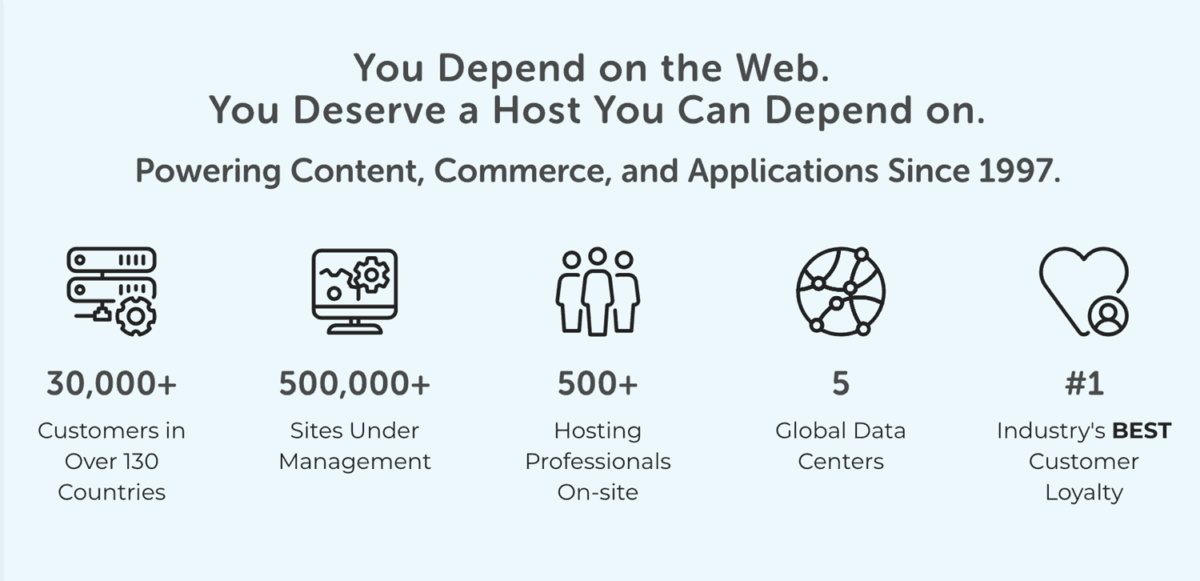 You Depend on the Web.
You Deserve a Host You Can Depend on.
Powering Content, Commerce, and Applications Since 1997.
30,000+
Customers in
Over 130
Countries
500,000+
Sites Under
Management
500+
Hosting
Professionals
On-site
5
Global Data
Centers
#1
Industry's BEST
Customer
Loyalty